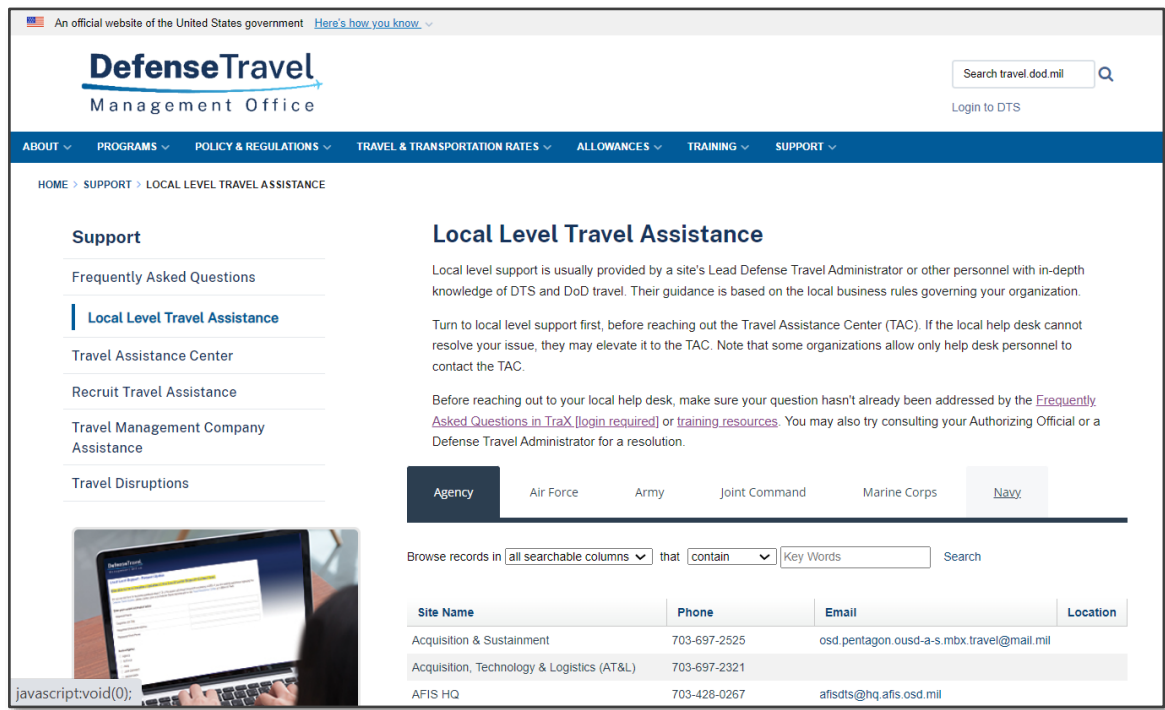 An official website of the United States government Here's how you know
DefenseTravel
Management Office
Search travel.dod.mil
Login to DTS
ABOUT PROGRAMS POLICY & REGULATIONS TRAVEL & TRANSPORTATION RATES ALLOWANCES TRAINING SUPPORT
HOME > SUPPORT > LOCAL LEVEL TRAVEL ASSISTANCE
Support
Frequently Asked Questions
Local Level Travel Assistance
Travel Assistance Center
Recruit Travel Assistance
Travel Management Company
Assistance
Travel Disruptions
Local Level Travel Assistance
Local level support is usually provided by a site's Lead Defense Travel Administrator or other personnel with in-depth
knowledge of DTS and DoD travel. Their guidance is based on the local business rules governing your organization.
Turn to local level support first, before reaching out the Travel Assistance Center (TAC). If the local help desk cannot
resolve your issue, they may elevate it to the TAC. Note that some organizations allow only help desk personnel to
contact the TAC.
Before reaching out to your local help desk, make sure your question hasn't already been addressed by the Frequently
Asked Questions in TraX [login required] or training resources. You may also try consulting your Authorizing Official or a
Defense Travel Administrator for a resolution.
Agency Air Force Army Joint Command Marine Corps Navy
Browse records in all searchable columns that contain Key Words Search
Site Name Phone Email Location
Acquisition & Sustainment 703-697-2525 osd.pentagon.ousd-a-s.mbx.travel@mail.mil
Acquisition, Technology & Logistics (AT&L) 703-697-2321
AFIS HQ 703-428-0267 afisdts@hq.afis.osd.mil
javascript:void(0);